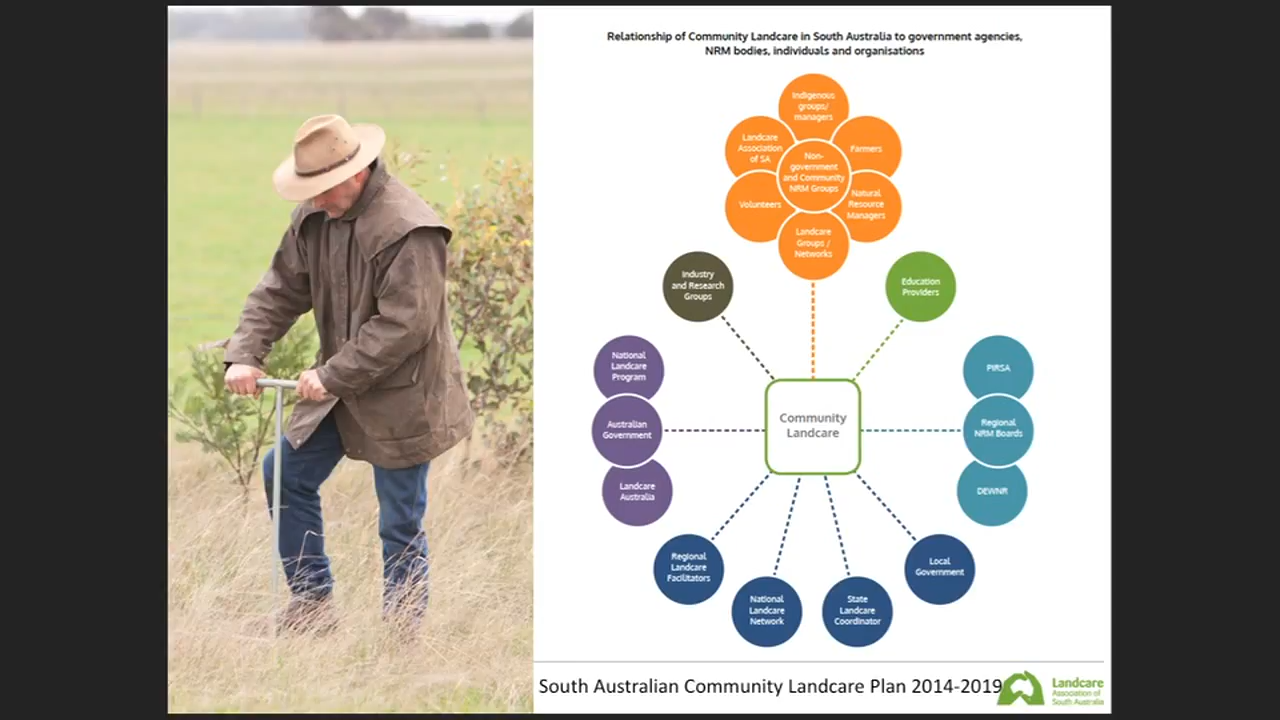 Relationship of Community Landcare in South Australia to government agencies,
NRM bodies, individuals and organisations
Indigenous
groups/
managers
Landcare
Association
of SA
Farmers
Non-
government
and Community
NRM Groups
Volunteers
Natural
Resource
Managers
Landcare
Groups /
Networks
Industry
and Research
Groups
Education
Providers
National
Landcare
Program
PIRSA
Australian
Government
Community
Landcare
Regional
NRM Boards
Landcare
Australia
DEWNR
Regional
Landcare
Facilitators
Local
Government
National
Landcare
Network
State
Landcare
Coordinator
South Australian Community Landcare Plan 2014-2019
Landcare
Association of
South Australia